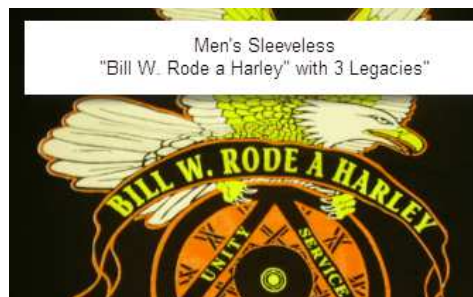 Men's Sleeveless
"Bill W. Rode a Harley" with 3 Legacies"
BILL W. RODE A HARLEY
UNITY
SERVICE